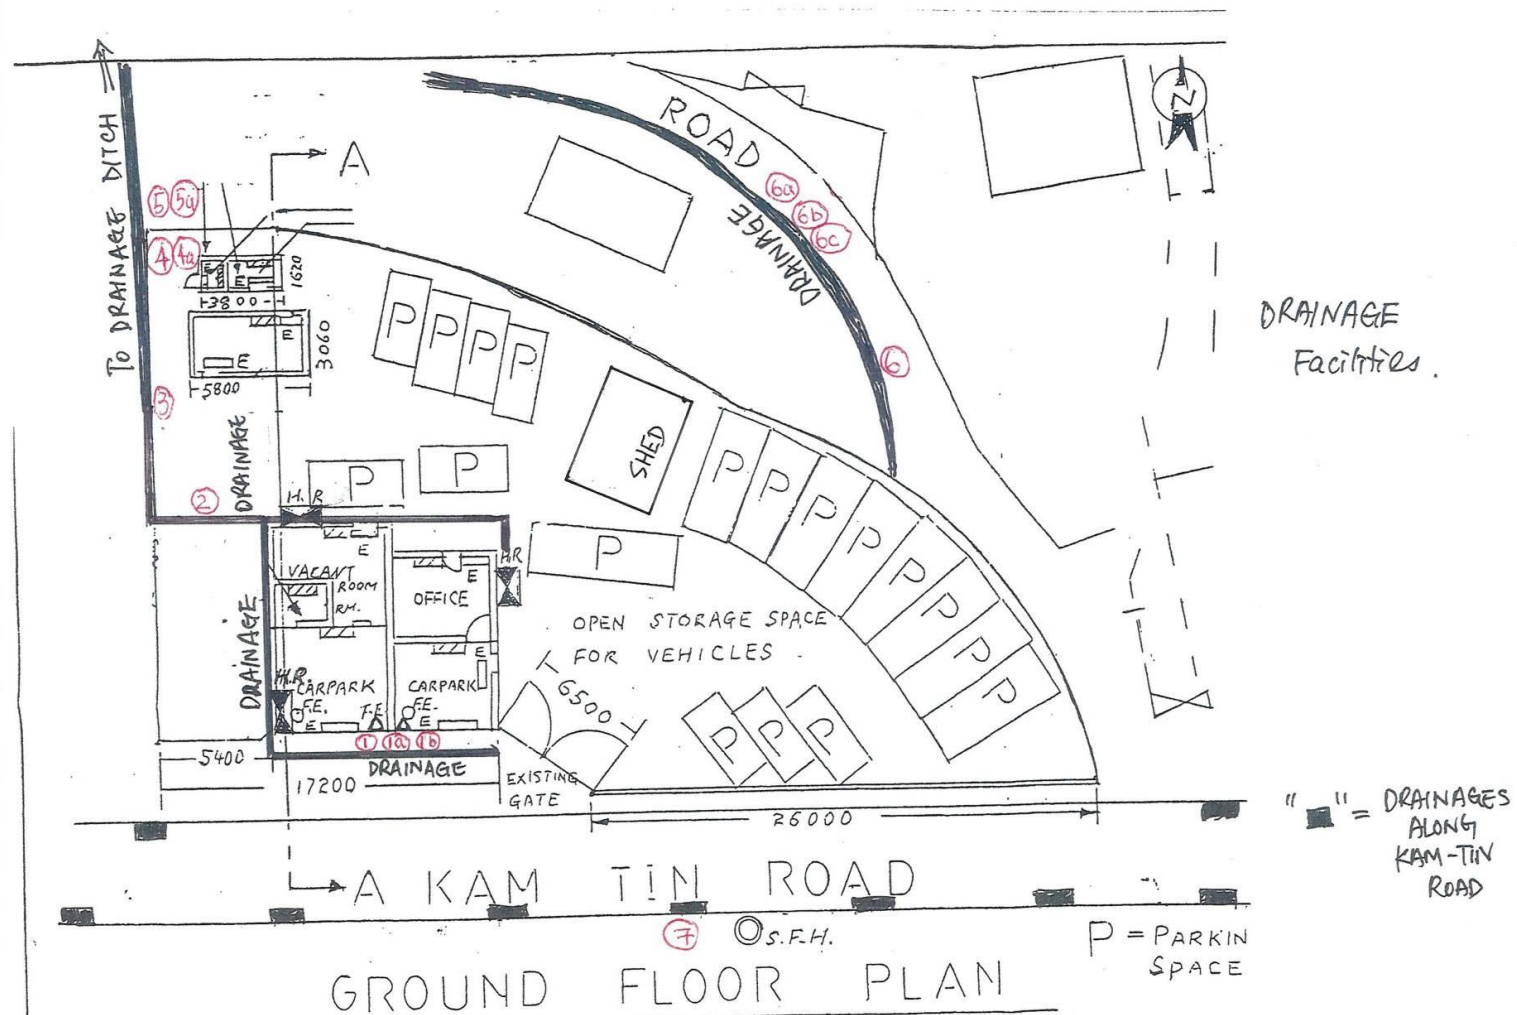 TO DRAINAGE DITCH
A
ROAD
N
6a
6b
6c
DRAINAGE
5
5a
4
4a
E
E
1620
3800
E
E
3060
5800
P
P
P
P
6
3
DRAINAGE
SHED
DRAINAGE
Facilities.
P
P
2
H.R
P
P
P
P
P
P
P
P
P
E
H.R
E
VACANT
ROOM
RM.
OFFICE
OPEN STORAGE SPACE
FOR VEHICLES
DRAINAGE
H.R.
CARPARK
F.E.
E
F.E
E
CARPARK
F.E.
E
6500
P
P
P
1
1a
1b
DRAINAGE
5400
17200
EXISTING
GATE
26000
"■" = DRAINAGES
ALONG
KAM-TIN
ROAD
A
KAM TIN ROAD
7
S.F.H.
P = PARKIN
SPACE
GROUND FLOOR PLAN